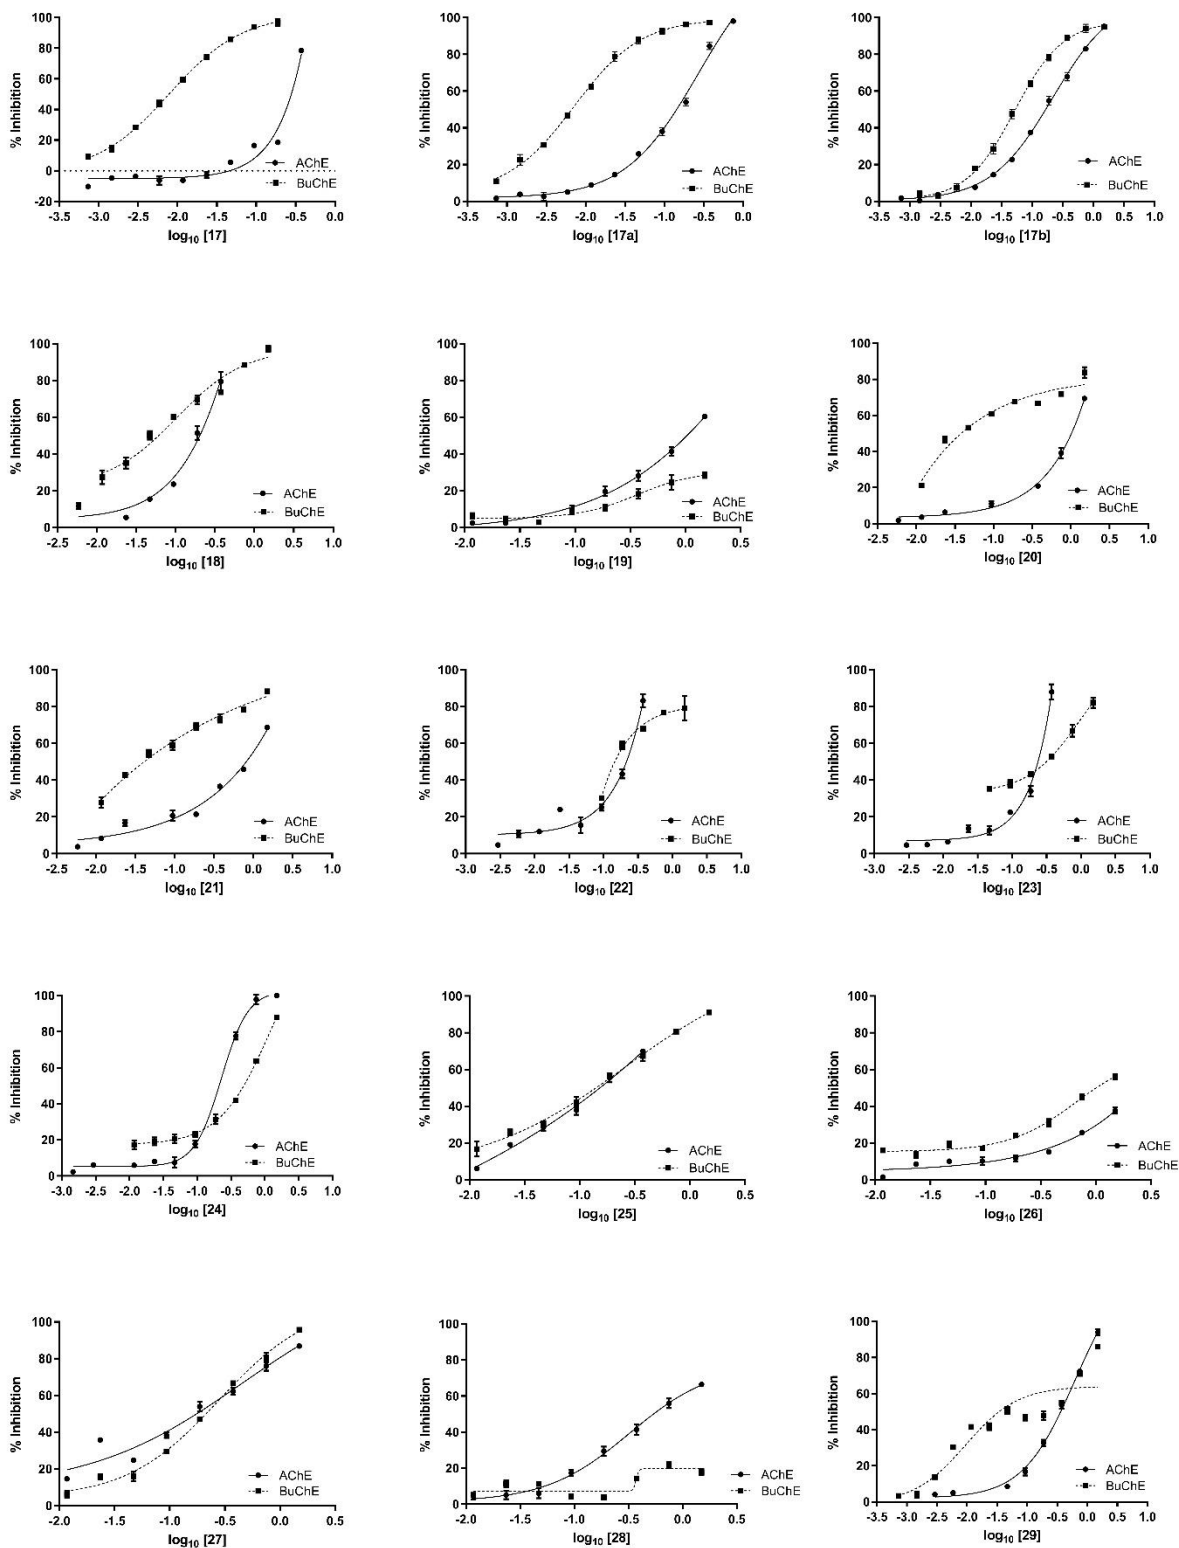 % Inhibition
100
80
60
40
20
0
-20
AChE
BuChE
-3.5 -3.0 -2.5 -2.0 -1.5 -1.0 -0.5 0.0
log10 [17]
% Inhibition
100
80
60
40
20
0
AChE
BuChE
-3.5 -3.0 -2.5 -2.0 -1.5 -1.0 -0.5 0.0
log10 [17a]
% Inhibition
100
80
60
40
20
0
AChE
BuChE
-3.5 -3.0 -2.5 -2.0 -1.5 -1.0 -0.5 0.0 0.5 1.0
log10 [17b]
% Inhibition
100
80
60
40
20
0
AChE
BuChE
-2.5 -2.0 -1.5 -1.0 -0.5 0.0 0.5 1.0
log10 [18]
% Inhibition
100
80
60
40
20
0
AChE
BuChE
-2.0 -1.5 -1.0 -0.5 0.0 0.5
log10 [19]
% Inhibition
100
80
60
40
20
0
AChE
BuChE
-2.5 -2.0 -1.5 -1.0 -0.5 0.0 0.5
log10 [20]
% Inhibition
100
80
60
40
20
0
AChE
BuChE
-2.5 -2.0 -1.5 -1.0 -0.5 0.0 0.5
log10 [21]
% Inhibition
100
80
60
40
20
0
AChE
BuChE
-3.0 -2.5 -2.0 -1.5 -1.0 -0.5 0.0 0.5 1.0
log10 [22]
% Inhibition
100
80
60
40
20
0
AChE
BuChE
-3.0 -2.5 -2.0 -1.5 -1.0 -0.5 0.0 0.5 1.0
log10 [23]
% Inhibition
100
80
60
40
20
0
AChE
BuChE
-3.0 -2.5 -2.0 -1.5 -1.0 -0.5 0.0 0.5
log10 [24]
% Inhibition
100
80
60
40
20
0
AChE
BuChE
-2.0 -1.5 -1.0 -0.5 0.0 0.5
log10 [25]
% Inhibition
100
80
60
40
20
0
AChE
BuChE
-2.0 -1.5 -1.0 -0.5 0.0 0.5
log10 [26]
% Inhibition
100
80
60
40
20
0
AChE
BuChE
-2.0 -1.5 -1.0 -0.5 0.0 0.5
log10 [27]
% Inhibition
100
80
60
40
20
0
AChE
BuChE
-2.0 -1.5 -1.0 -0.5 0.0 0.5
log10 [28]
% Inhibition
100
80
60
40
20
0
AChE
BuChE
-3.5 -3.0 -2.5 -2.0 -1.5 -1.0 -0.5 0.0 0.5
log10 [29]